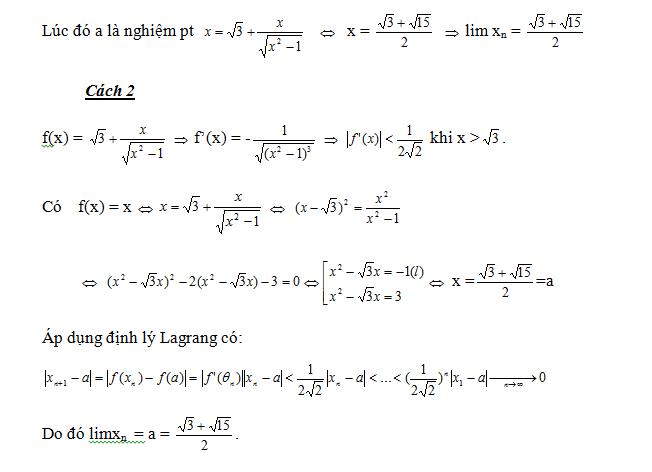 Lúc đó a là nghiệm pt x = √3 + x/√(x² − 1) ⇔ x = (√3 + √15)/2 ⇒ lim xₙ = (√3 + √15)/2
Cách 2
f(x) = √3 + x/√(x² − 1) ⇒ f’(x) = - 1/√((x² − 1)³) ⇒ |f'(x)| < 1/(2√2) khi x > √3 .
Có f(x) = x ⇔ x = √3 + x/√(x² − 1) ⇔ (x − √3)² = x²/(x² − 1)
⇔ (x² − √3x)² − 2(x² − √3x) − 3 = 0 ⇔ [ x² − √3x = −1(l) ; x² − √3x = 3 ⇔ x = (√3 + √15)/2 =a
Áp dụng định lý Lagrang có:
|xₙ₊₁ − a| = |f(xₙ) − f(a)| = |f'(θₙ)||xₙ − a| < 1/(2√2) |xₙ − a| < ... < (1/(2√2))ⁿ |x₁ − a| ⟶(n→∞) 0
Do đó limxₙ = a = (√3 + √15)/2 .